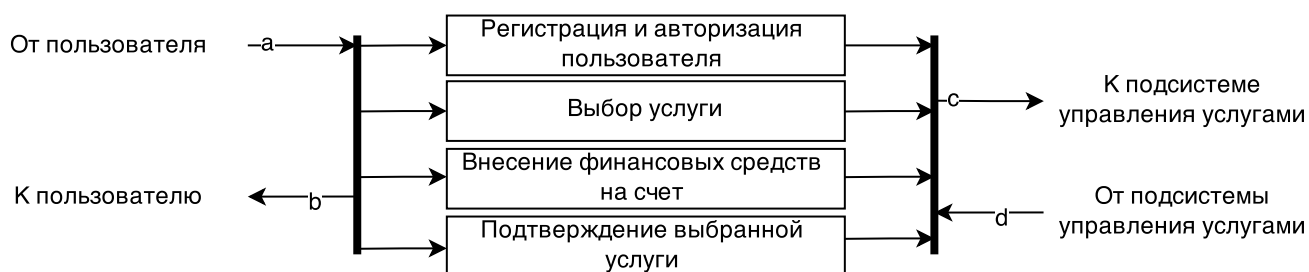 От пользователя
a
К пользователю
b
Регистрация и авторизация
пользователя
Выбор услуги
Внесение финансовых средств
на счет
Подтверждение выбранной
услуги
c
К подсистеме
управления услугами
d
От подсистемы
управления услугами